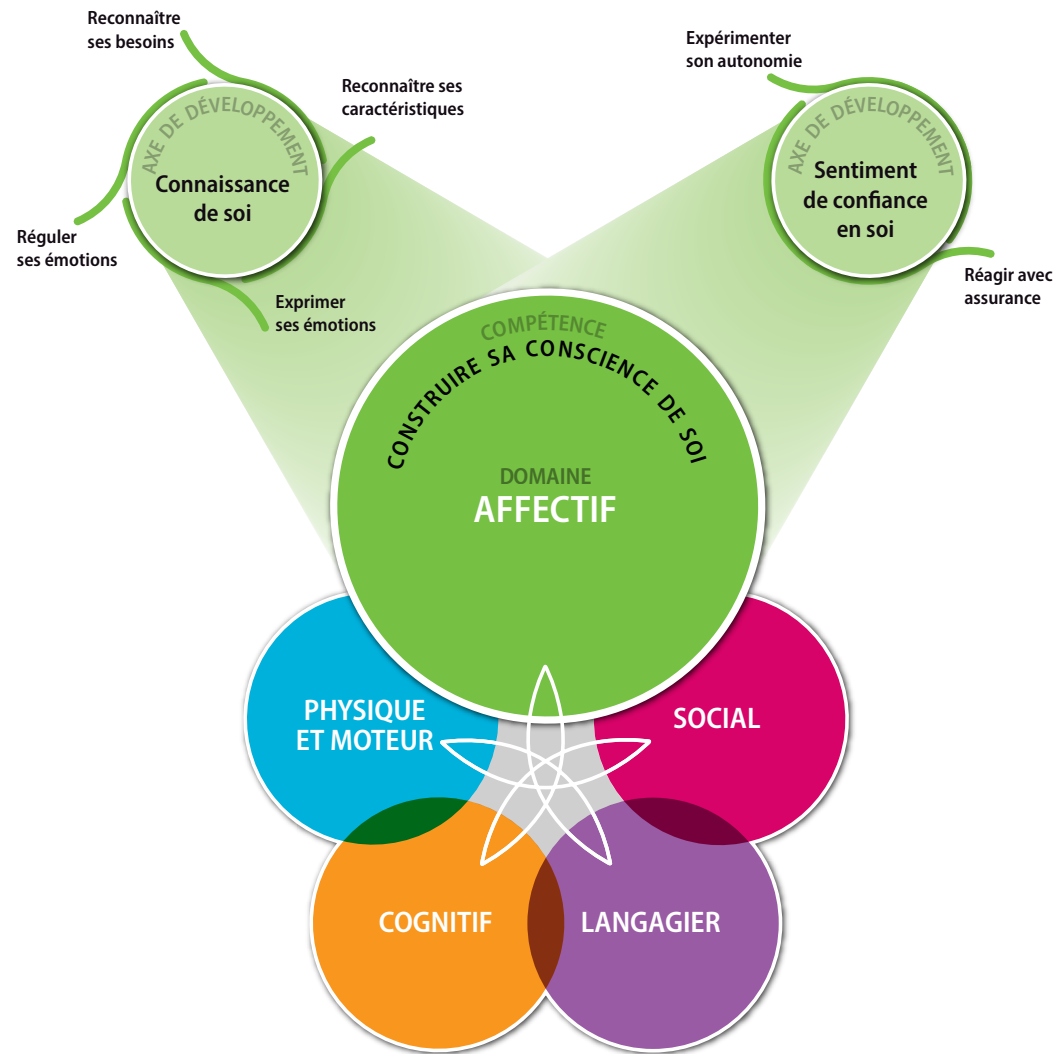 Reconnaître
ses besoins
Reconnaître ses
caractéristiques
AXE DE DÉVELOPPEMENT
Connaissance
de soi
Réguler
ses émotions
Exprimer
ses émotions
Expérimenter
son autonomie
AXE DE DÉVELOPPEMENT
Sentiment
de confiance
en soi
Réagir avec
assurance
COMPÉTENCE
CONSTRUIRE SA CONSCIENCE DE SOI
DOMAINE
AFFECTIF
PHYSIQUE
ET MOTEUR
SOCIAL
COGNITIF
LANGAGIER